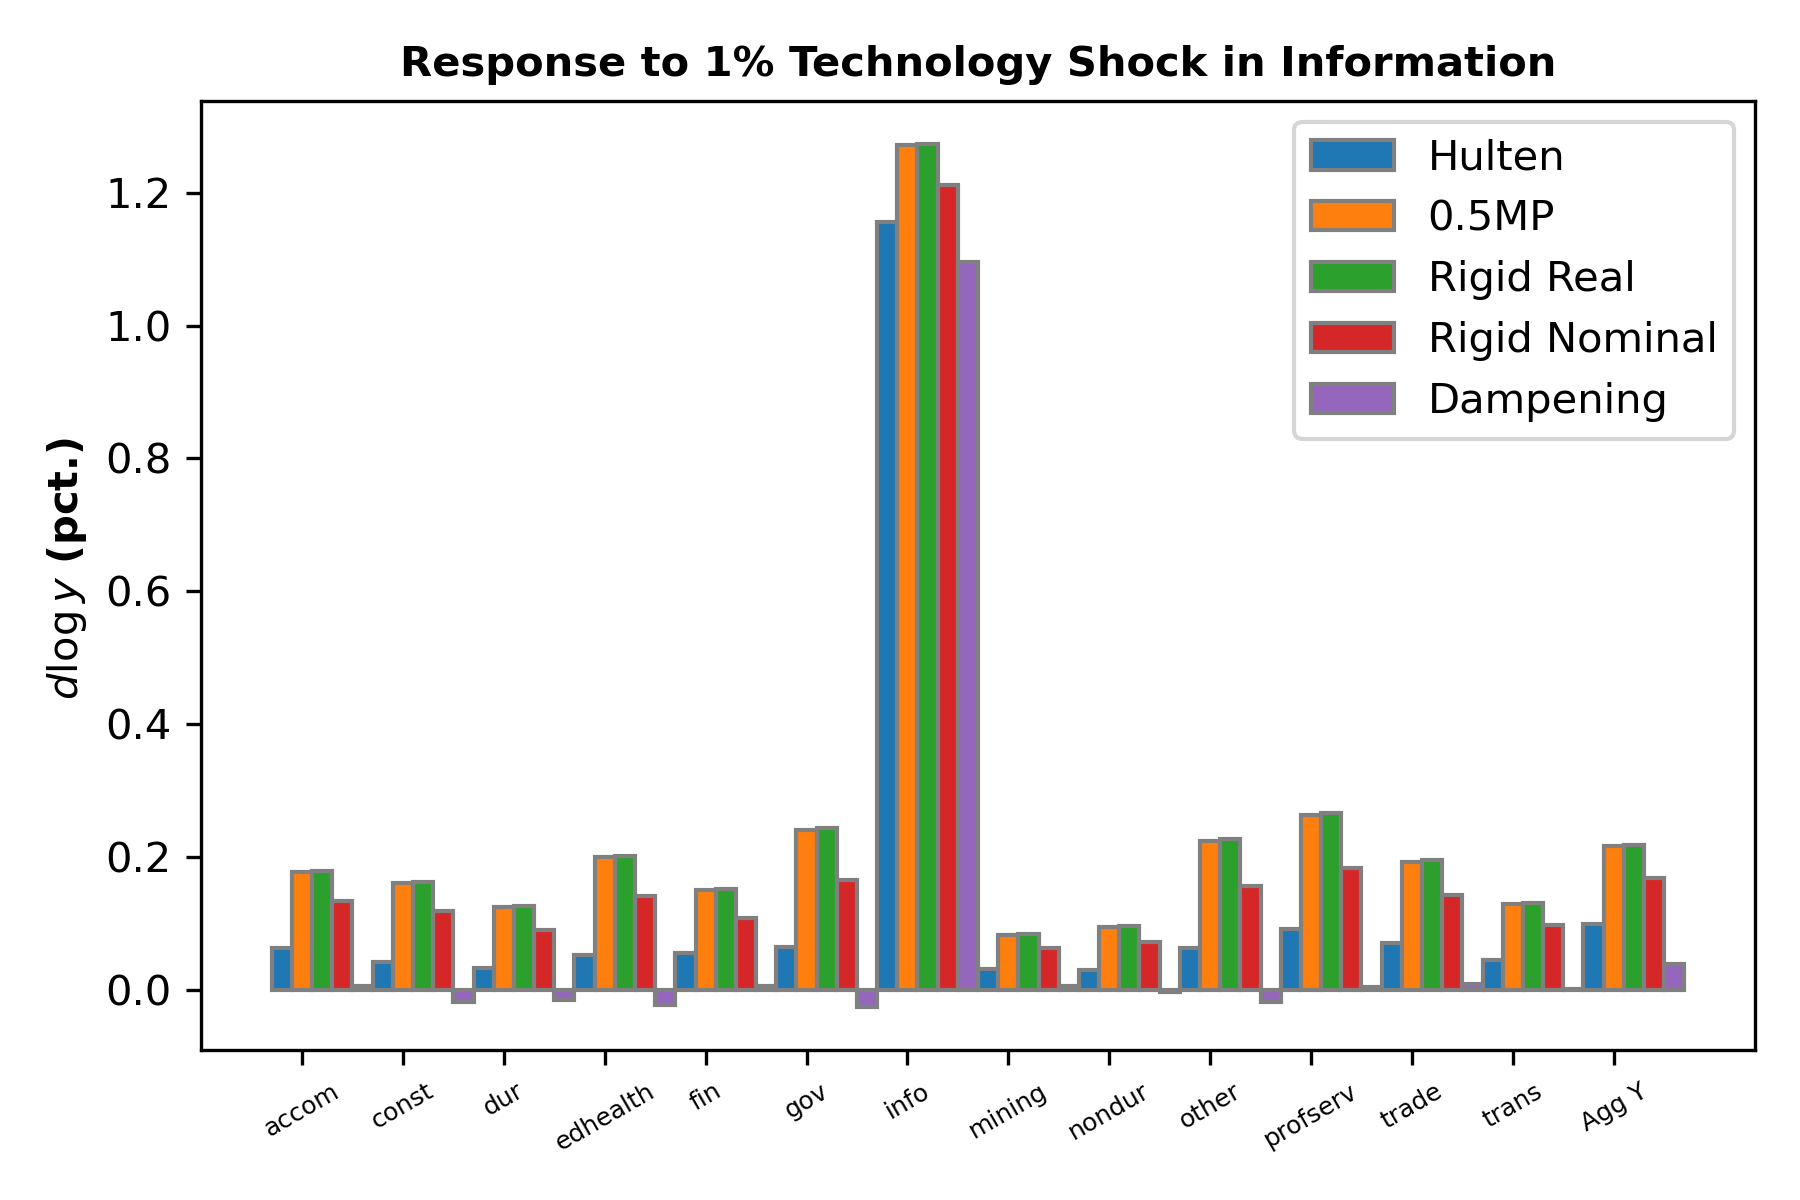 Response to 1% Technology Shock in Information
dlog y (pct.)
1.2
1.0
0.8
0.6
0.4
0.2
0.0
Hulten
0.5MP
Rigid Real
Rigid Nominal
Dampening
accom
const
dur
edhealth
fin
gov
info
mining
nondur
other
profserv
trade
trans
Agg Y